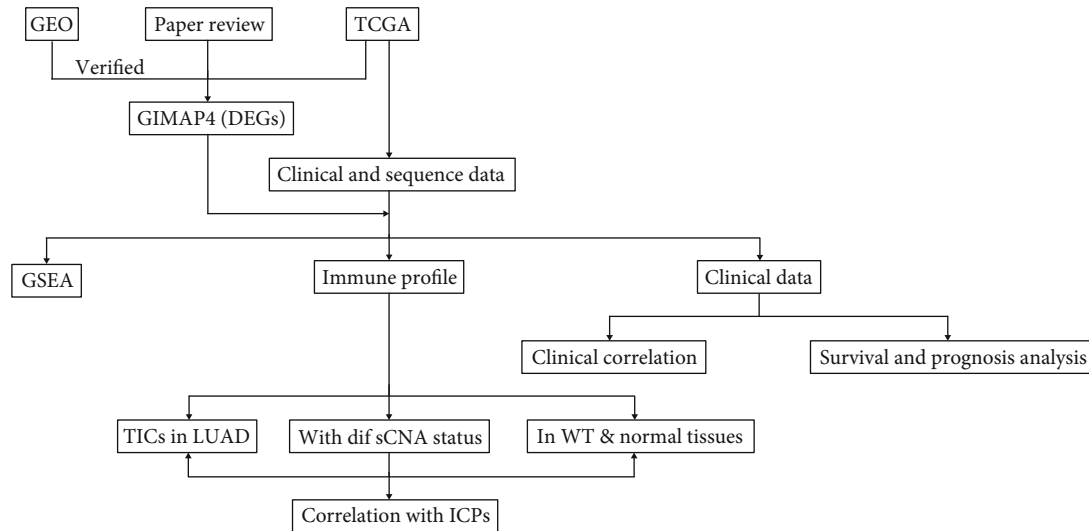 GEO
Paper review
TCGA
Verified
GIMAP4 (DEGs)
Clinical and sequence data
GSEA
Immune profile
Clinical data
Clinical correlation
Survival and prognosis analysis
TICs in LUAD
With dif sCNA status
In WT & normal tissues
Correlation with ICPs